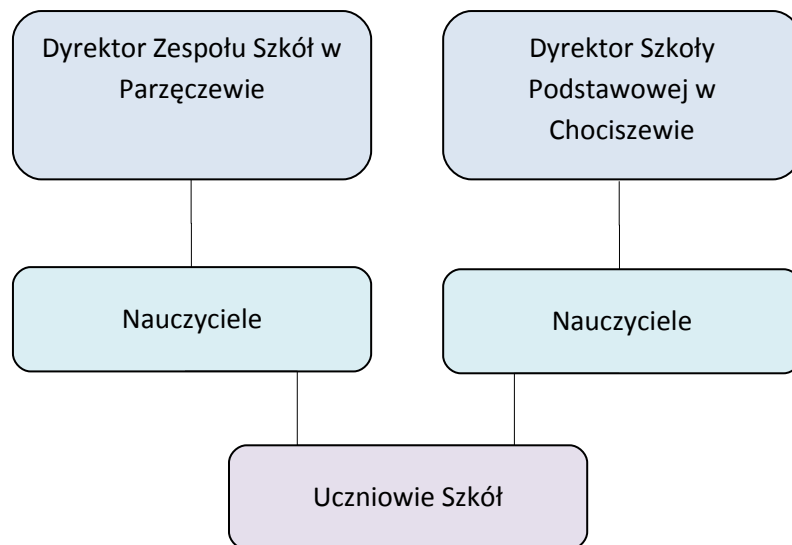 Dyrektor Zespołu Szkół w
Parzęczewie
Dyrektor Szkoły
Podstawowej w
Chociszewie
Nauczyciele
Nauczyciele
Uczniowie Szkół